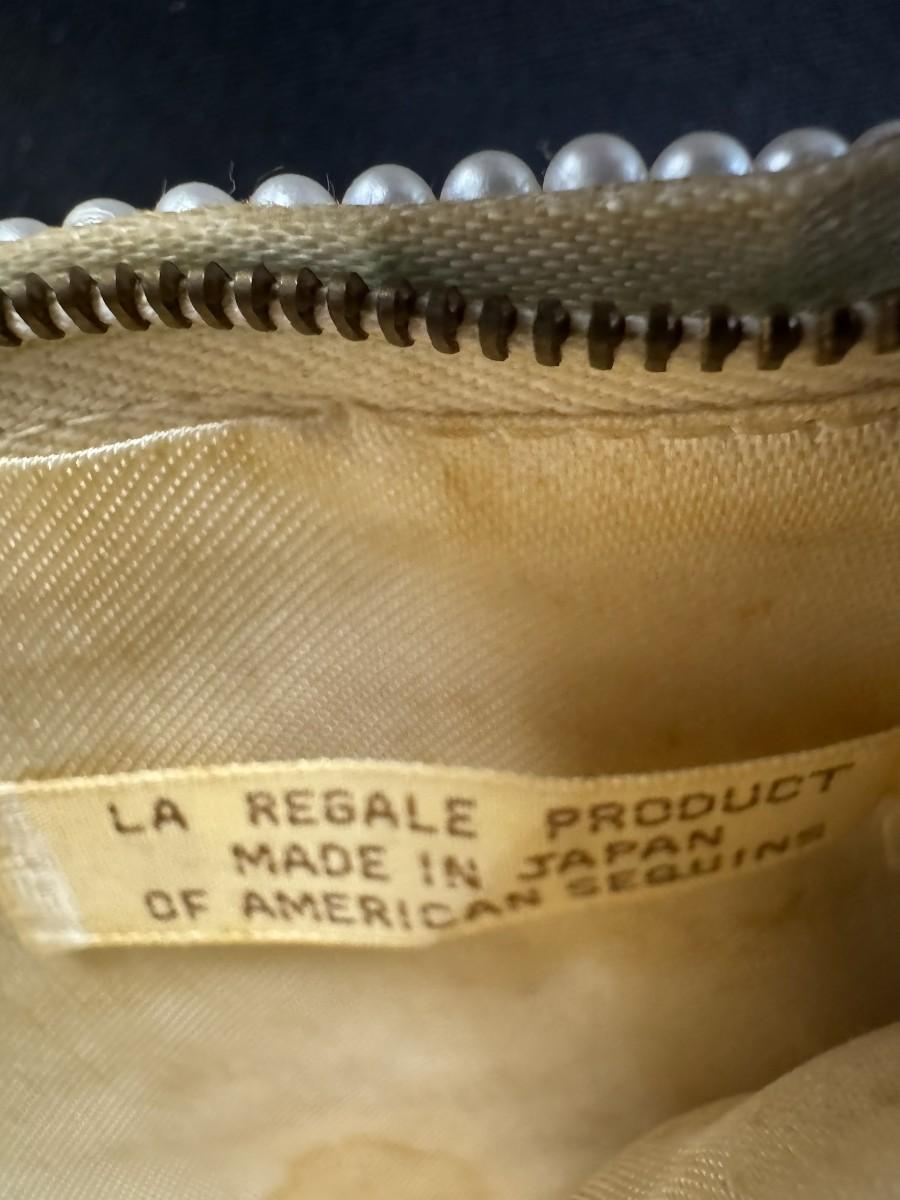 LA REGALE PRODUCT
MADE IN JAPAN
OF AMERICAN SEQUINS